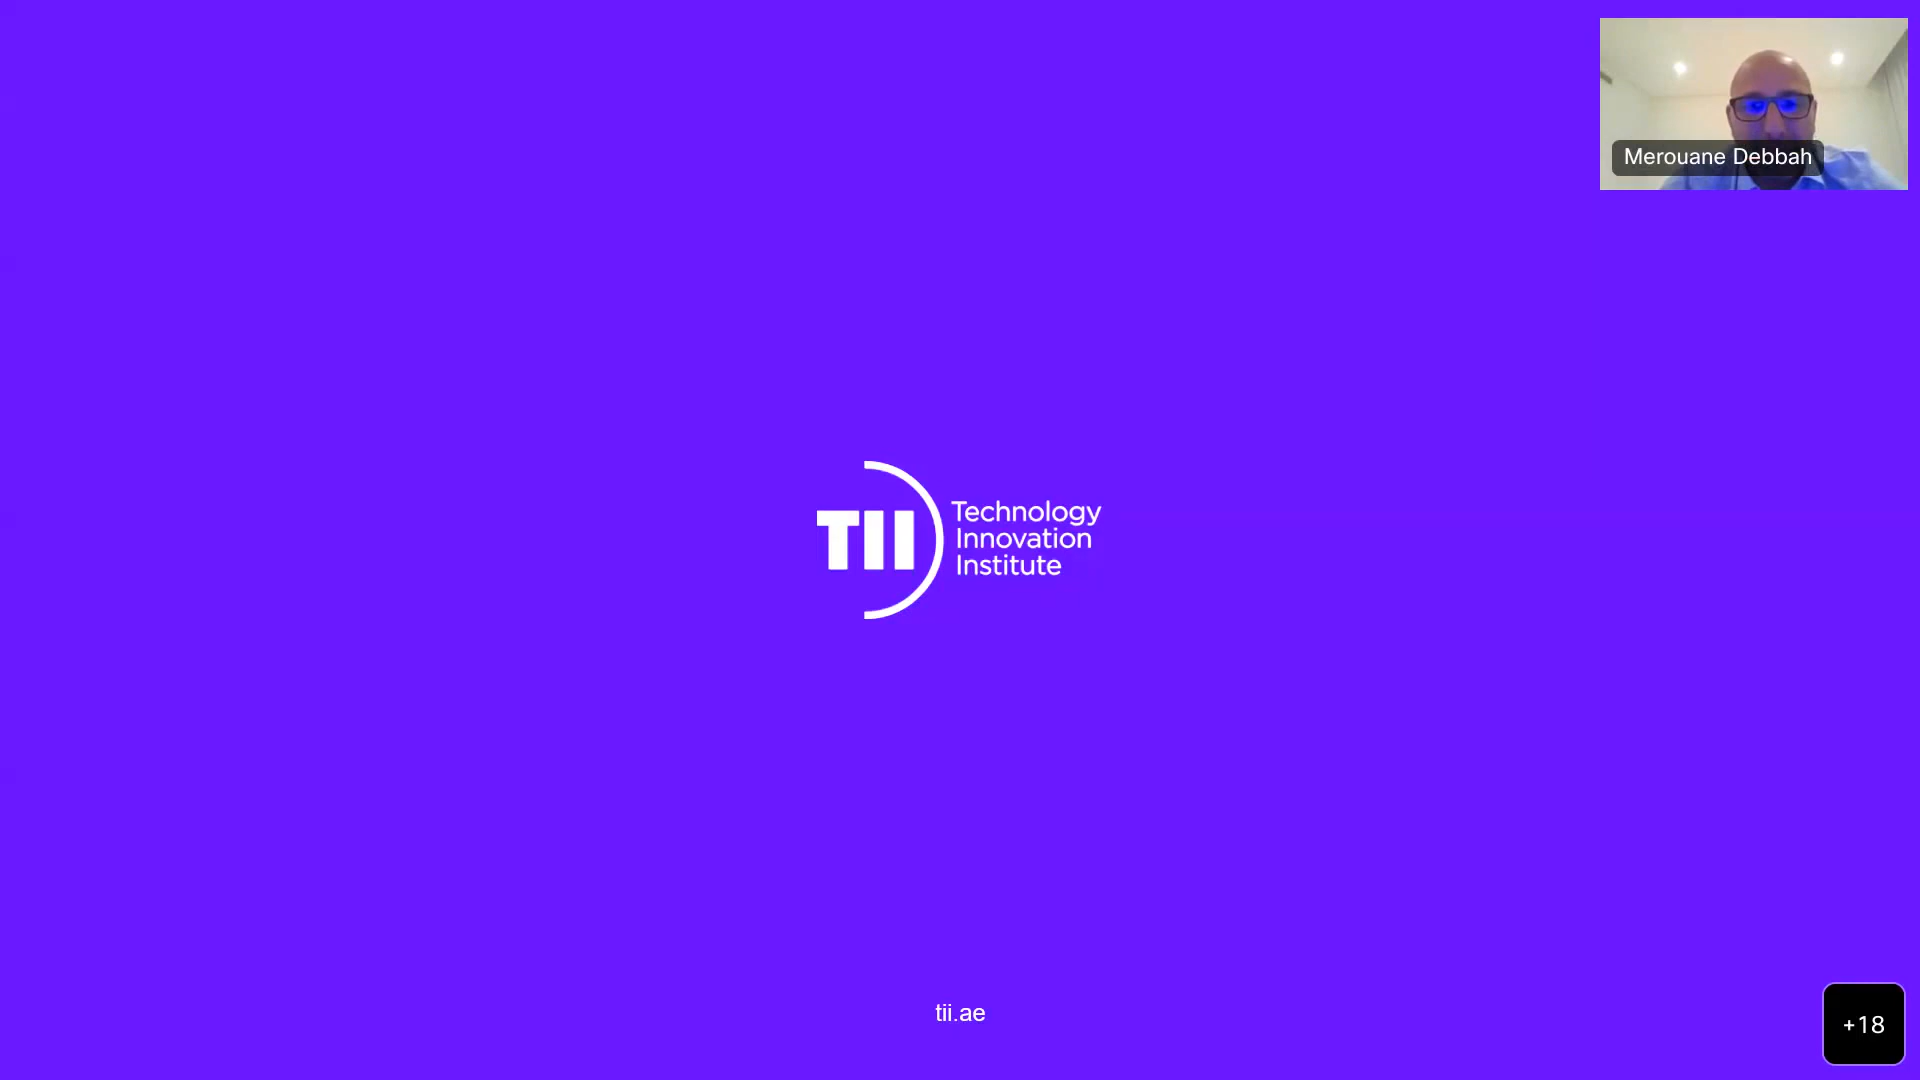 Merouane Debbah
TII
Technology
Innovation
Institute
tii.ae
+18